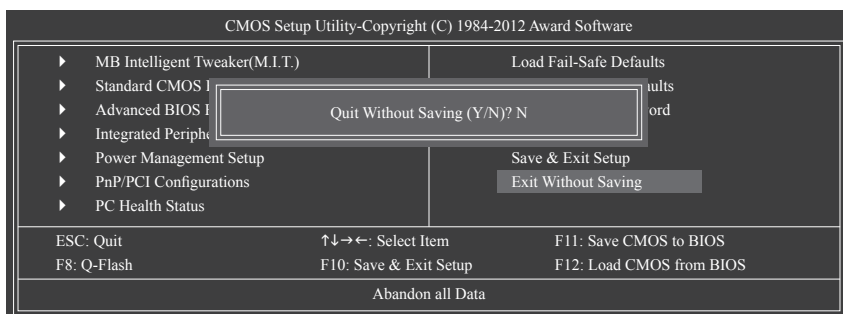 CMOS Setup Utility-Copyright (C) 1984-2012 Award Software
MB Intelligent Tweaker(M.I.T.)
Standard CMOS
Advanced BIOS
Integrated
Power Management Setup
PnP/PCI Configurations
PC Health Status
Load Fail-Safe Defaults
Save & Exit Setup
Exit Without Saving
Quit Without Saving (Y/N)? N
ESC: Quit ↑↓→←: Select Item F11: Save CMOS to BIOS
F8: Q-Flash F10: Save & Exit Setup F12: Load CMOS from BIOS
Abandon all Data